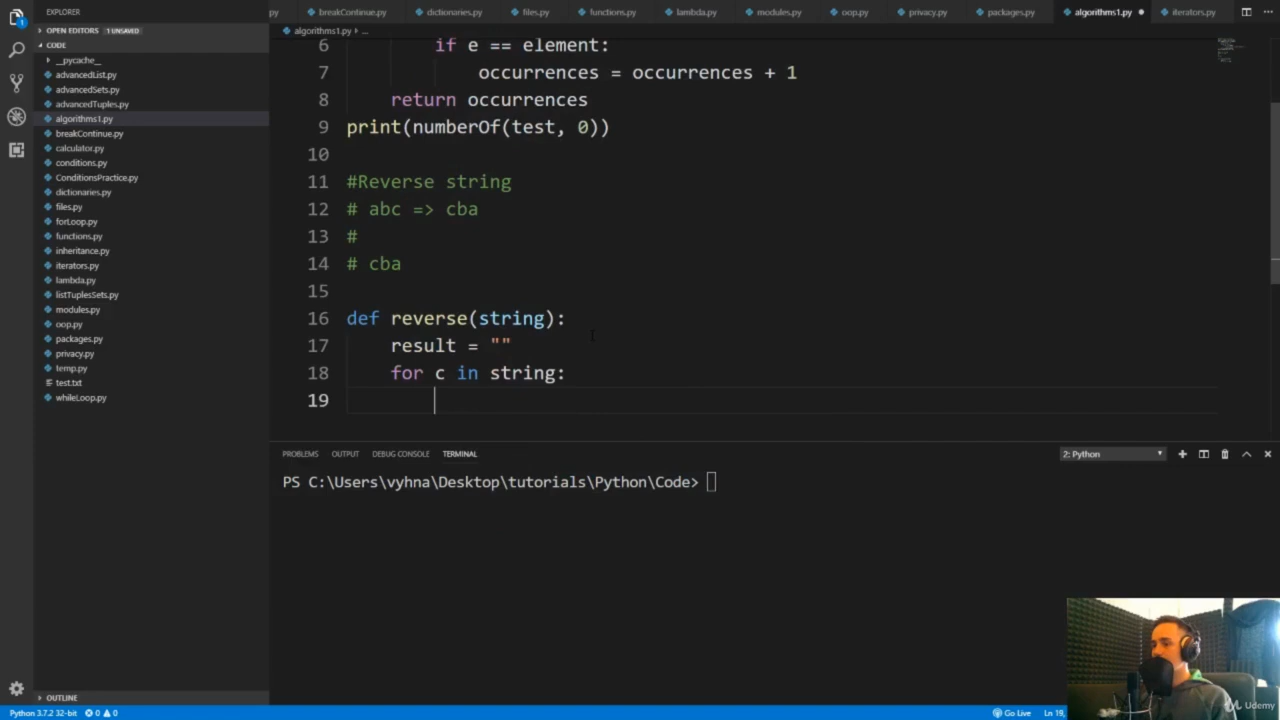 EXPLORER
OPEN EDITORS 1 UNSAVED
CODE
__pycache__
advancedList.py
advancedSets.py
advancedTuples.py
algorithms1.py
breakContinue.py
calculator.py
conditions.py
ConditionsPractice.py
dictionaries.py
files.py
forLoop.py
functions.py
inheritance.py
iterators.py
lambda.py
listTuplesSets.py
modules.py
oop.py
packages.py
privacy.py
temp.py
test.txt
whileLoop.py
OUTLINE
py breakContinue.py dictionaries.py files.py functions.py lambda.py modules.py oop.py privacy.py packages.py algorithms1.py iterators.py
algorithms1.py ...
6 if e == element:
7 occurrences = occurrences + 1
8 return occurrences
9 print(numberOf(test, 0))
10
11 #Reverse string
12 # abc => cba
13 #
14 # cba
15
16 def reverse(string):
17 result = ""
18 for c in string:
19
PROBLEMS OUTPUT DEBUG CONSOLE TERMINAL 2: Python
PS C:\Users\vyhna\Desktop\tutorials\Python\Code>
Udemy
Python 3.7.2 32-bit 0 0 Go Live Ln 19,